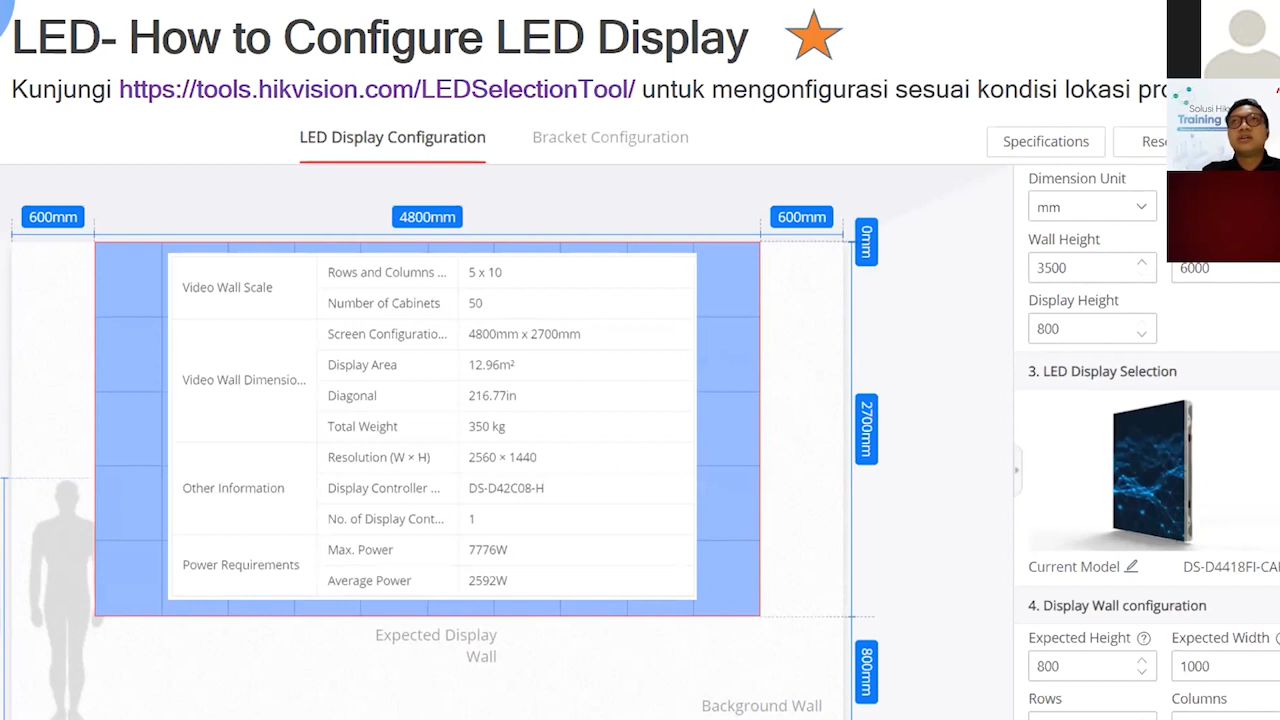 LED- How to Configure LED Display
Kunjungi https://tools.hikvision.com/LEDSelectionTool/ untuk mengonfigurasi sesuai kondisi lokasi
Solusi
Training
LED Display Configuration
Bracket Configuration
Specifications
Dimension Unit
mm
Wall Height
3500
6000
Display Height
800
600mm
4800mm
600mm
0mm
Video Wall Scale
Rows and Columns ...
5 x 10
Number of Cabinets
50
Video Wall Dimensio...
Screen Configuratio...
4800mm x 2700mm
Display Area
12.96m²
Diagonal
216.77in
Total Weight
350 kg
Other Information
Resolution (W × H)
2560 × 1440
Display Controller ...
DS-D42C08-H
No. of Display Cont...
1
Power Requirements
Max. Power
7776W
Average Power
2592W
2700mm
800mm
Expected Display
Wall
Background Wall
3. LED Display Selection
Current Model
DS-D4418FI-CA
4. Display Wall configuration
Expected Height
Expected Width
800
1000
Rows
Columns